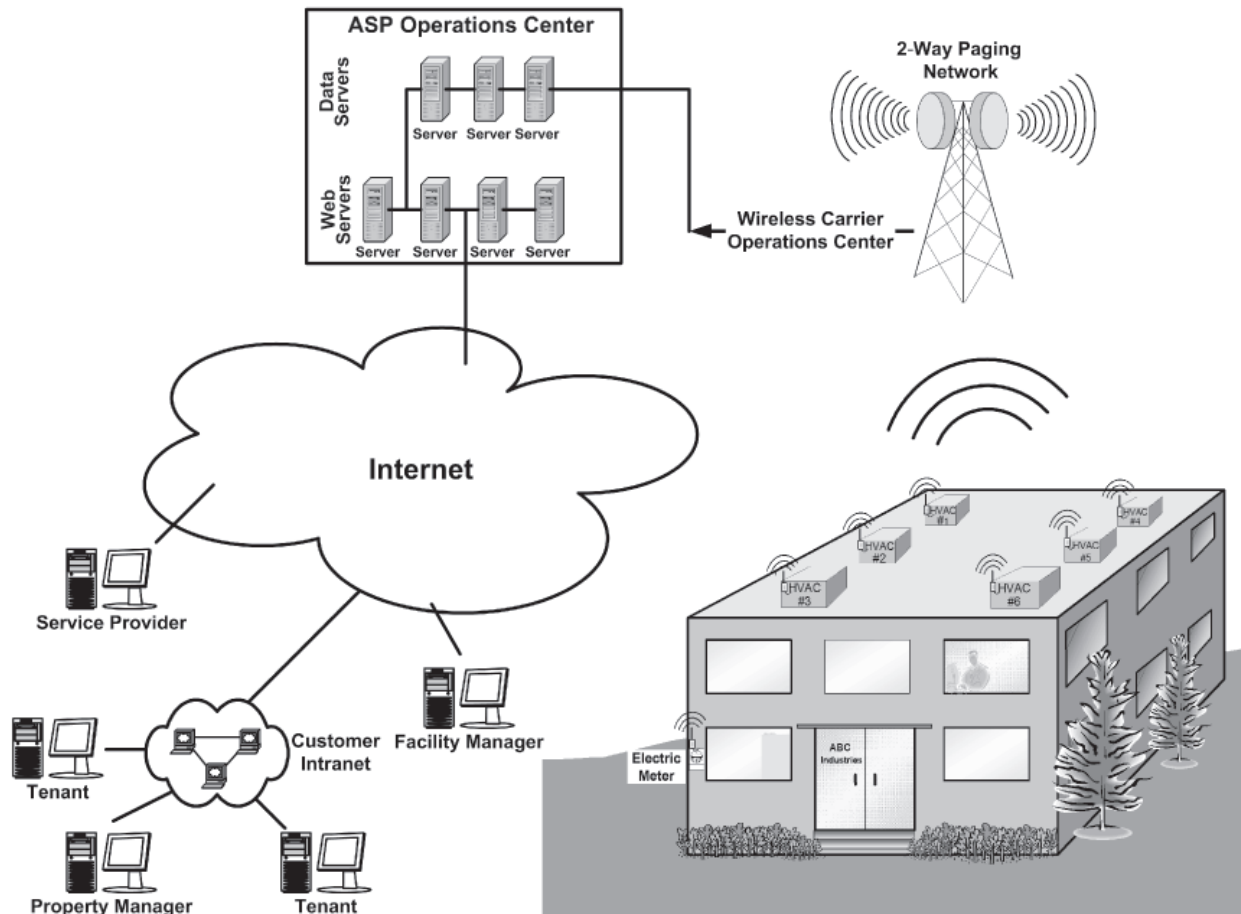 ASP Operations Center
Data
Servers
Server
Server
Server
Web
Servers
Server
Server
Server
Server
2-Way Paging
Network
Wireless Carrier
Operations Center
Internet
Service Provider
Customer
Intranet
Facility Manager
Tenant
Property Manager
Tenant
HVAC
#1
HVAC
#4
HVAC
#2
HVAC
#5
HVAC
#3
HVAC
#6
Electric
Meter
ABC
Industries